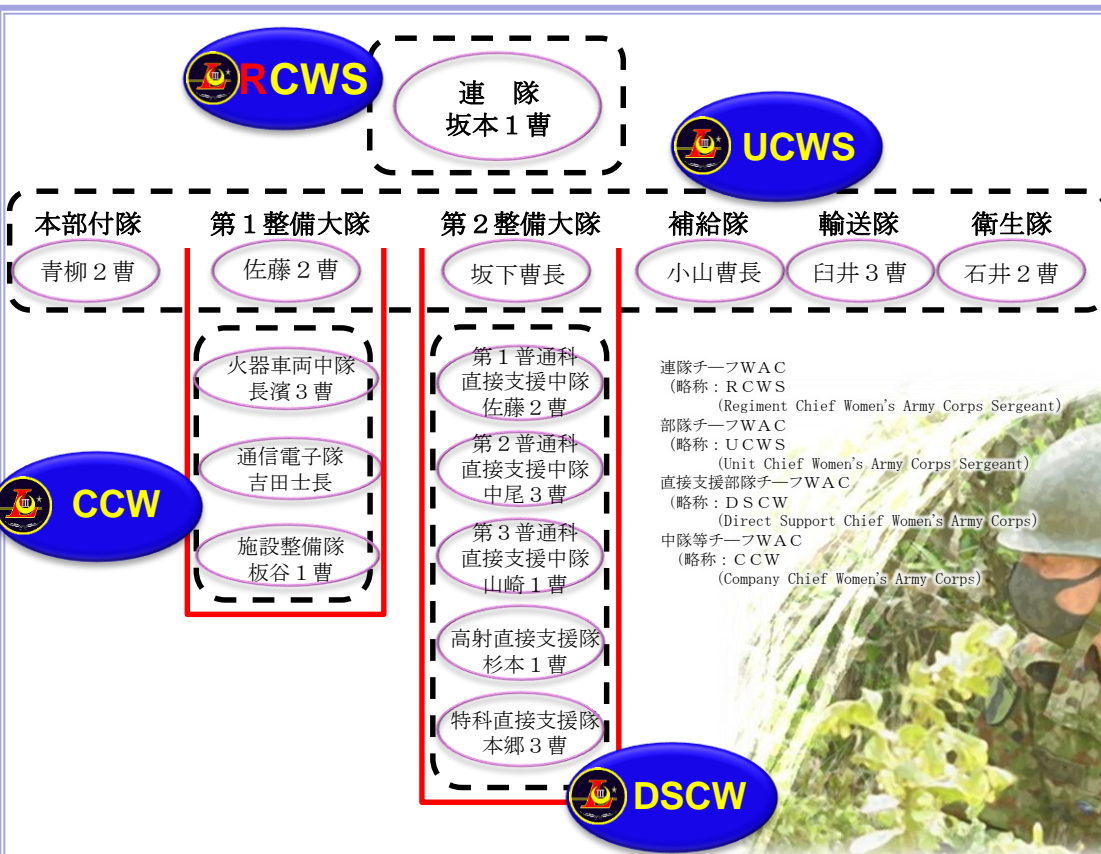 RCWS
連　隊
坂本１曹
UCWS
本部付隊
青柳２曹
第１整備大隊
佐藤２曹
第２整備大隊
坂下曹長
補給隊
小山曹長
輸送隊
臼井３曹
衛生隊
石井２曹
火器車両中隊
長濱３曹
通信電子隊
吉田士長
施設整備隊
板谷１曹
CCW
第１普通科
直接支援中隊
佐藤２曹
第２普通科
直接支援中隊
中尾３曹
第３普通科
直接支援中隊
山崎１曹
高射直接支援隊
杉本１曹
特科直接支援隊
本郷３曹
DSCW
連隊チーフＷＡＣ
（略称：ＲＣＷＳ
(Regiment Chief Women's Army Corps Sergeant)
部隊チーフＷＡＣ
（略称：ＵＣＷＳ
(Unit Chief Women's Army Corps Sergeant)
直接支援部隊チーフＷＡＣ
（略称：ＤＳＣＷ
(Direct Support Chief Women's Army Corps)
中隊等チーフＷＡＣ
（略称：ＣＣＷ
(Company Chief Women's Army Corps)